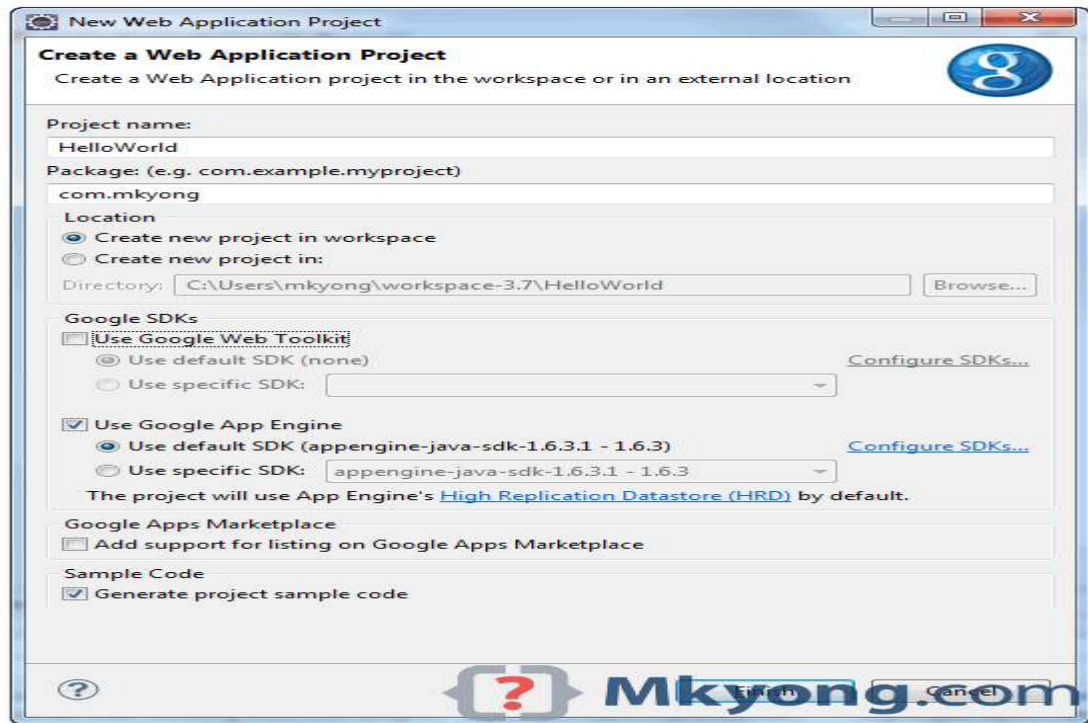 New Web Application Project
Create a Web Application Project
Create a Web Application project in the workspace or in an external location
Project name:
HelloWorld
Package: (e.g. com.example.myproject)
com.mkyong
Location
Create new project in workspace
Create new project in:
Directory: C:\Users\mkyong\workspace-3.7\HelloWorld Browse...
Google SDKs
Use Google Web Toolkit
Use default SDK (none) Configure SDKs...
Use specific SDK:
Use Google App Engine
Use default SDK (appengine-java-sdk-1.6.3.1 - 1.6.3) Configure SDKs...
Use specific SDK: appengine-java-sdk-1.6.3.1 - 1.6.3
The project will use App Engine's High Replication Datastore (HRD) by default.
Google Apps Marketplace
Add support for listing on Google Apps Marketplace
Sample Code
Generate project sample code
? Finish Cancel
{?} Mkyong.com